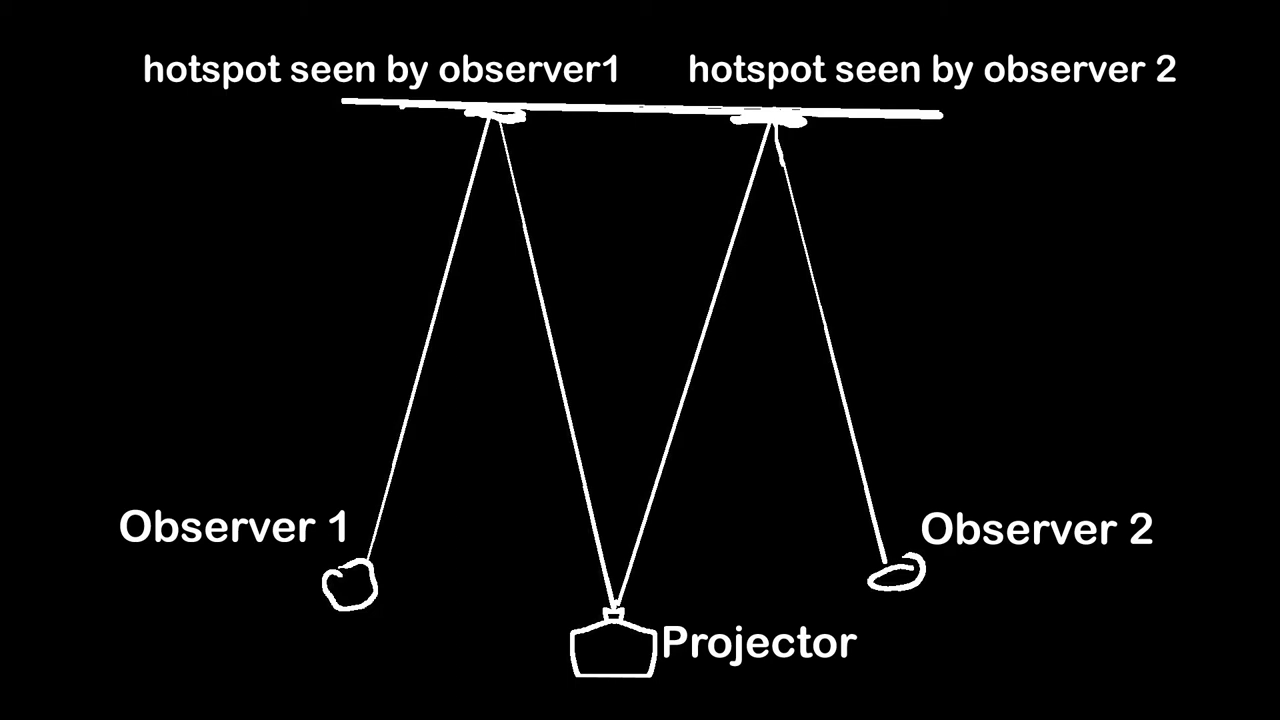 hotspot seen by observer1
hotspot seen by observer 2
Observer 1
Observer 2
Projector